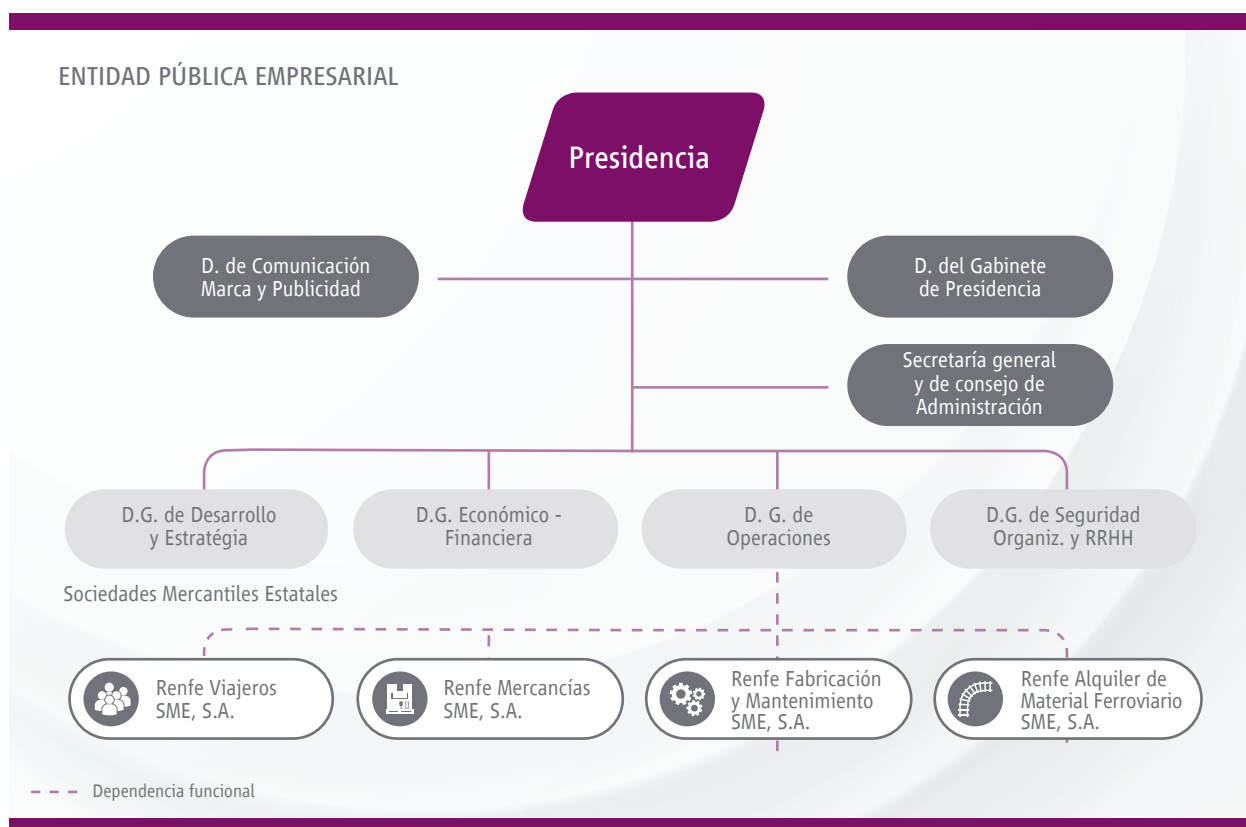 ENTIDAD PÚBLICA EMPRESARIAL
Presidencia
D. de Comunicación
Marca y Publicidad
D. del Gabinete
de Presidencia
Secretaría general
y de consejo de
Administración
D.G. de Desarrollo
y Estratégia
D.G. Económico -
Financiera
D. G. de
Operaciones
D.G. de Seguridad
Organiz. y RRHH
Sociedades Mercantiles Estatales
Renfe Viajeros
SME, S.A.
Renfe Mercancías
SME, S.A.
Renfe Fabricación
y Mantenimiento
SME, S.A.
Renfe Alquiler de
Material Ferroviario
SME, S.A.
Dependencia funcional